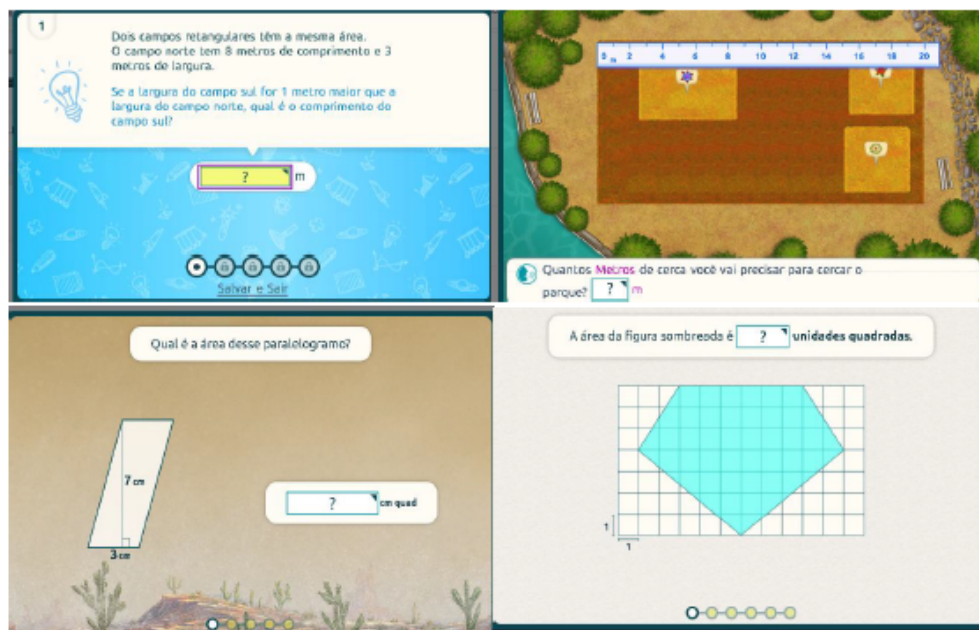 1
Dois campos retangulares têm a mesma área.
O campo norte tem 8 metros de comprimento e 3
metros de largura.
Se a largura do campo sul for 1 metro maior que a
largura do campo norte, qual é o comprimento do
campo sul?
? m
Salvar e Sair
0 m 2 4 6 8 10 12 14 16 18 20
Quantos Metros de cerca você vai precisar para cercar o
parque? ? m
Qual é a área desse paralelogramo?
7 cm
3 cm
? cm quad
A área da figura sombreada é ? unidades quadradas.
1
1